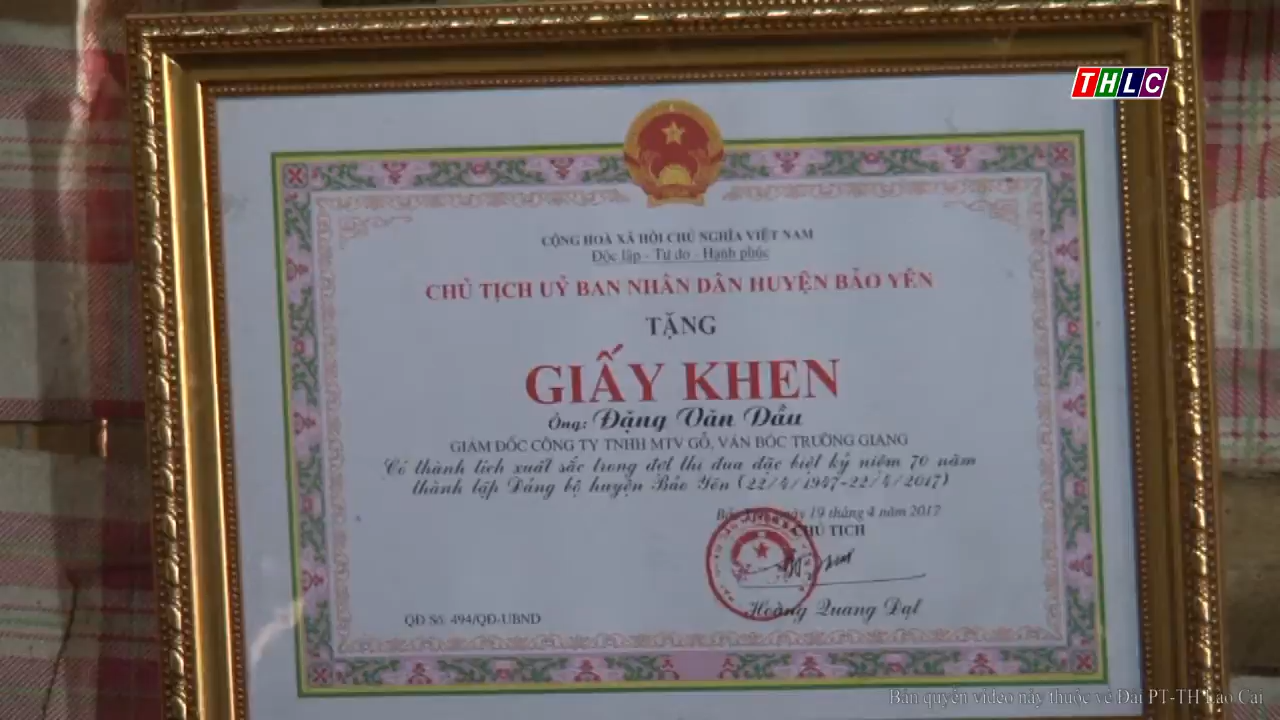 THLC
CỘNG HOÀ XÃ HỘI CHỦ NGHĨA VIỆT NAM
Độc lập - Tự do - Hạnh phúc
CHỦ TỊCH UỶ BAN NHÂN DÂN HUYỆN BẢO YÊN
TẶNG
GIẤY KHEN
Ông: Đặng Văn Dầu
GIÁM ĐỐC CÔNG TY TNHH MTV GỖ, VÁN BÓC TRƯỜNG GIANG
Có thành tích xuất sắc trong đợt thi đua đặc biệt kỷ niệm 70 năm
thành lập Đảng bộ huyện Bảo Yên (22/4/1947-22/4/2017)
ngày 19 tháng 4 năm 2017
CHỦ TỊCH
Hoàng Quang Đạt
QĐ Số: 494/QĐ-UBND
Bản quyền video này thuộc về Đài PT-TH Lào Cai